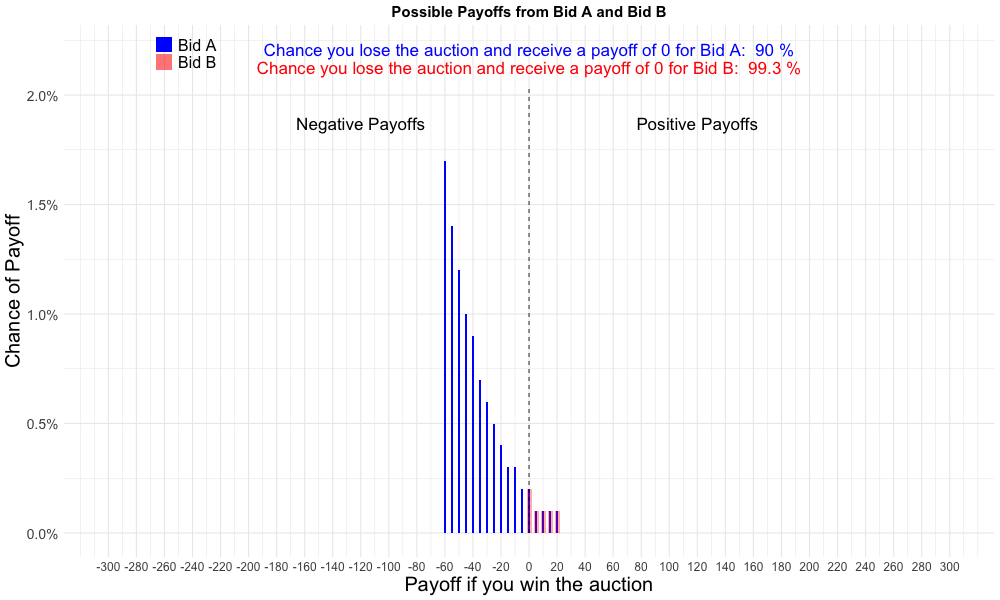 Possible Payoffs from Bid A and Bid B
Bid A
Bid B
Chance you lose the auction and receive a payoff of 0 for Bid A:  90 %
Chance you lose the auction and receive a payoff of 0 for Bid B:  99.3 %
Negative Payoffs
Positive Payoffs
Chance of Payoff
2.0%
1.5%
1.0%
0.5%
0.0%
-300 -280 -260 -240 -220 -200 -180 -160 -140 -120 -100 -80 -60 -40 -20 0 20 40 60 80 100 120 140 160 180 200 220 240 260 280 300
Payoff if you win the auction